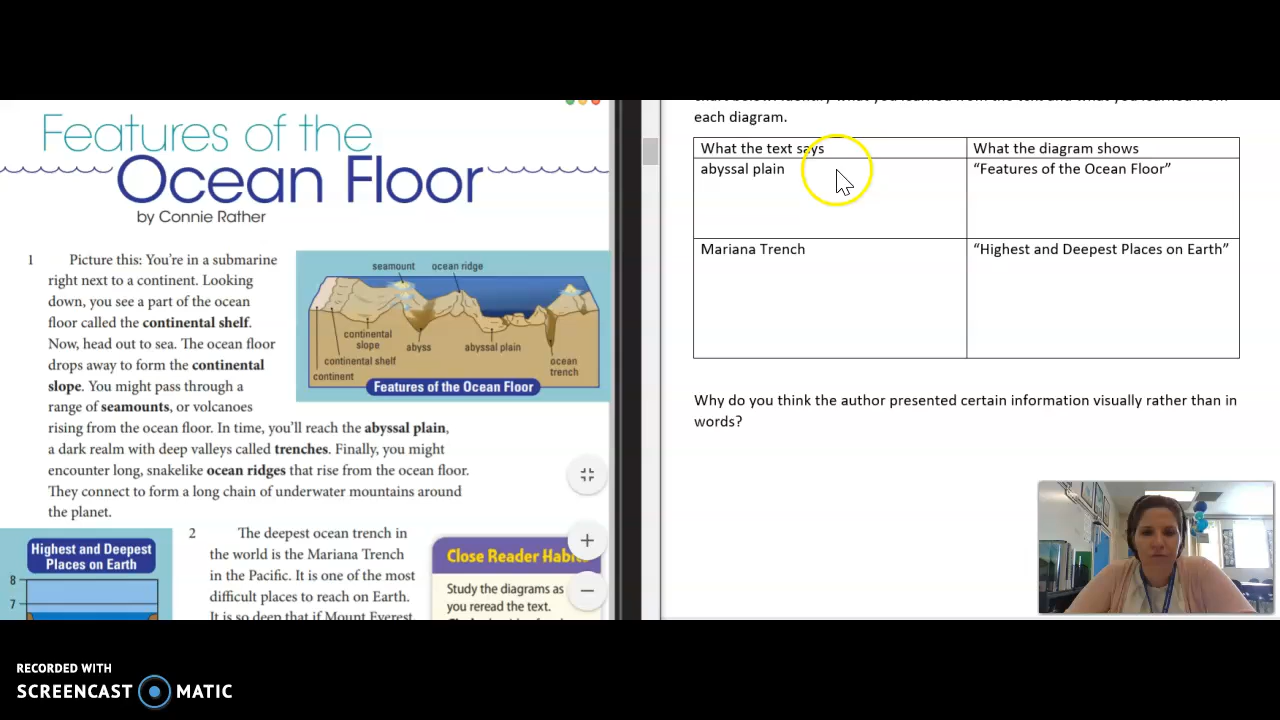 Features of the
Ocean Floor
by Connie Rather
1 Picture this: You're in a submarine
right next to a continent. Looking
down, you see a part of the ocean
floor called the continental shelf.
Now, head out to sea. The ocean floor
drops away to form the continental
slope. You might pass through a
range of seamounts, or volcanoes
rising from the ocean floor. In time, you'll reach the abyssal plain,
a dark realm with deep valleys called trenches. Finally, you might
encounter long, snakelike ocean ridges that rise from the ocean floor.
They connect to form a long chain of underwater mountains around
the planet.
seamount ocean ridge
continental
slope
abyss
abyssal plain
continental shelf
ocean
trench
continent
Features of the Ocean Floor
Highest and Deepest
Places on Earth
8
7
2 The deepest ocean trench in
the world is the Mariana Trench
in the Pacific. It is one of the most
difficult places to reach on Earth.
It is so deep that if Mount Everest
Close Reader
Study the diagrams as
you reread the text.
each diagram.
What the text says What the diagram shows
abyssal plain "Features of the Ocean Floor"
Mariana Trench "Highest and Deepest Places on Earth"
Why do you think the author presented certain information visually rather than in
words?
RECORDED WITH
SCREENCAST MATIC